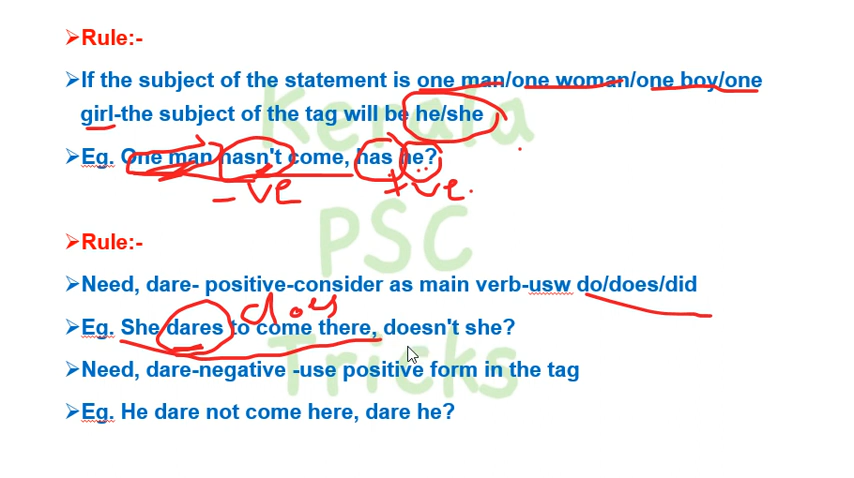 ➢Rule:-
➢If the subject of the statement is one man/one woman/one boy/one
girl-the subject of the tag will be he/she
➢Eg. One man hasn't come, has he?
-ve +ve
➢Rule:-
➢Need, dare- positive-consider as main verb-usw do/does/did
does
➢Eg. She dares to come there, doesn't she?
➢Need, dare-negative -use positive form in the tag
➢Eg. He dare not come here, dare he?
Kerala
PSC
Tricks